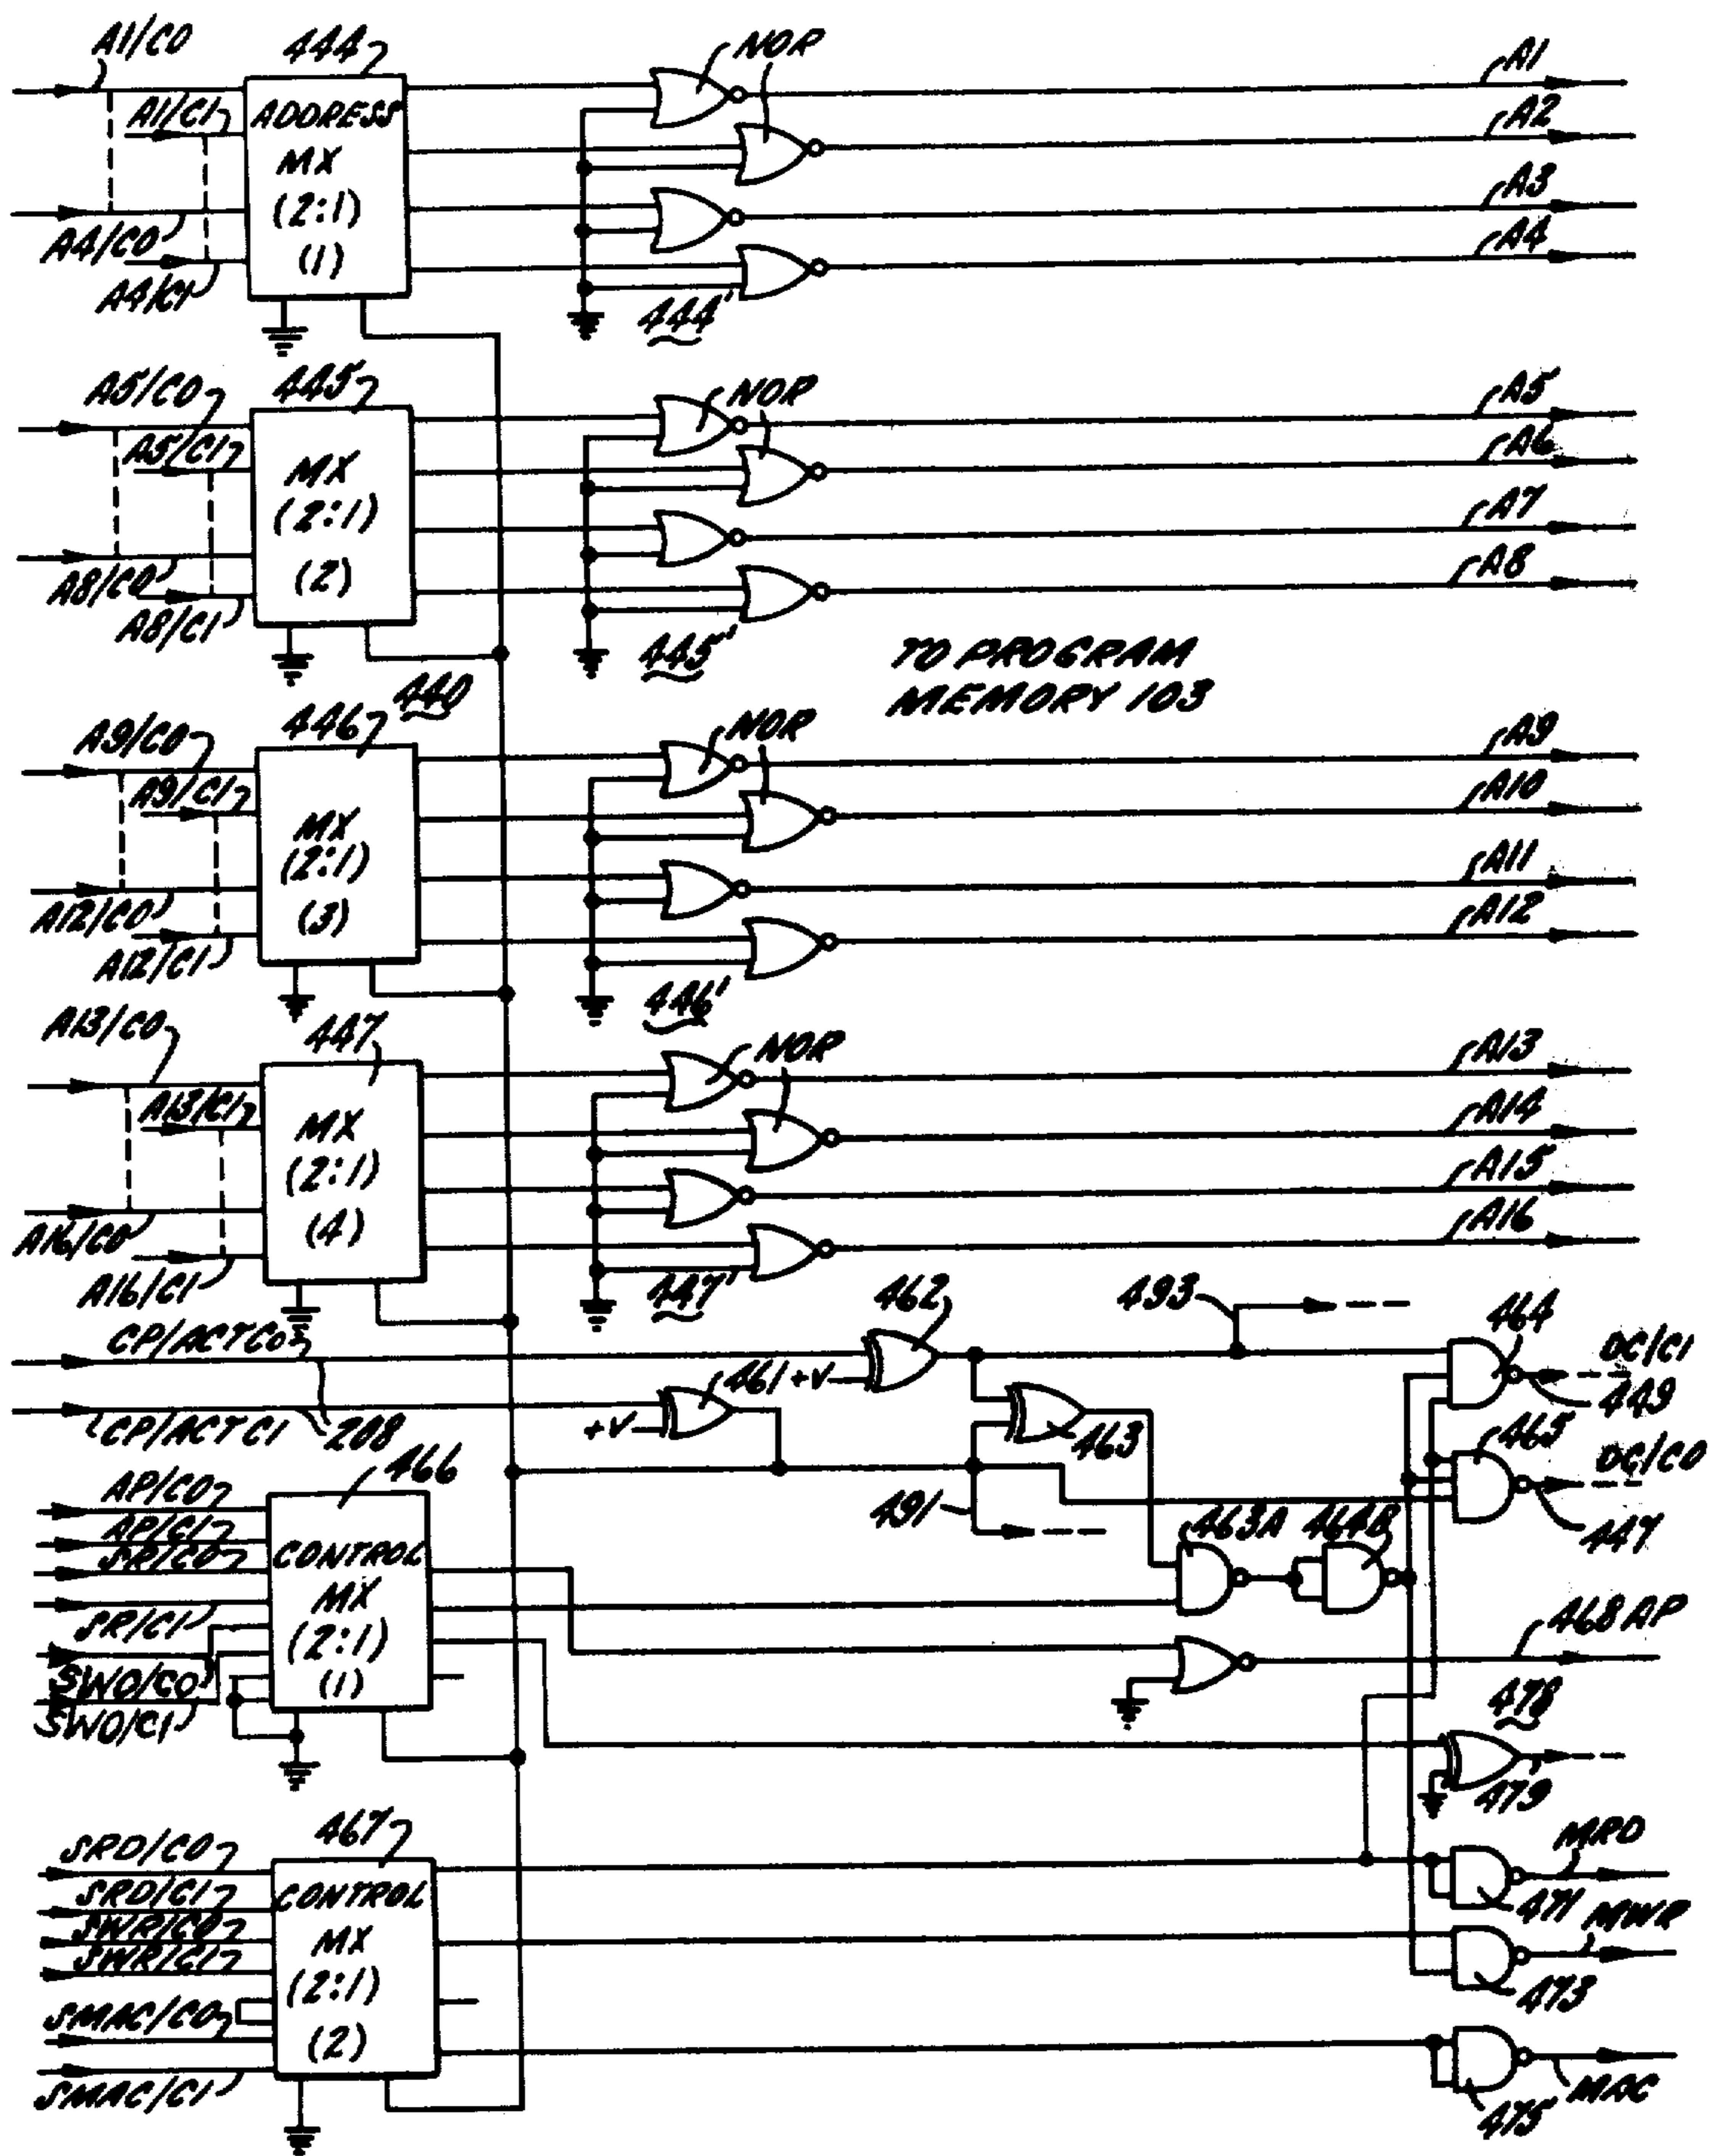 A1/C0
444
NOR
A1
A1/C1
ADDRESS
MX
(2:1)
(1)
A2
A3
A4/C0
A4
A4/C1
444'
A5/C0
445
NOR
A5
A5/C1
MX
(2:1)
(2)
A6
A7
A8/C0
A8
A8/C1
445'
TO PROGRAM
MEMORY 103
440
446
A9/C0
NOR
A9
A9/C1
MX
(2:1)
(3)
A10
A11
A12/C0
A12
A12/C1
446'
A13/C0
447
NOR
A13
A13/C1
MX
(2:1)
(4)
A14
A15
A16/C0
A16
A16/C1
447'
462
493
464
CP/ACTC0
461
+V
DC/C1
449
CP/ACTC1
208
+V
463
465
DC/C0
447
466
491
463A
464B
AP/C0
AP/C1
SR/C0
SR/C1
SW0/C0
SW0/C1
CONTROL
MX
(2:1)
(1)
468 AP
478
479
467
SRD/C0
SRD/C1
SWR/C0
SWR/C1
SMAC/C0
SMAC/C1
CONTROL
MX
(2:1)
(2)
MRD
471
MWR
473
MAC
475